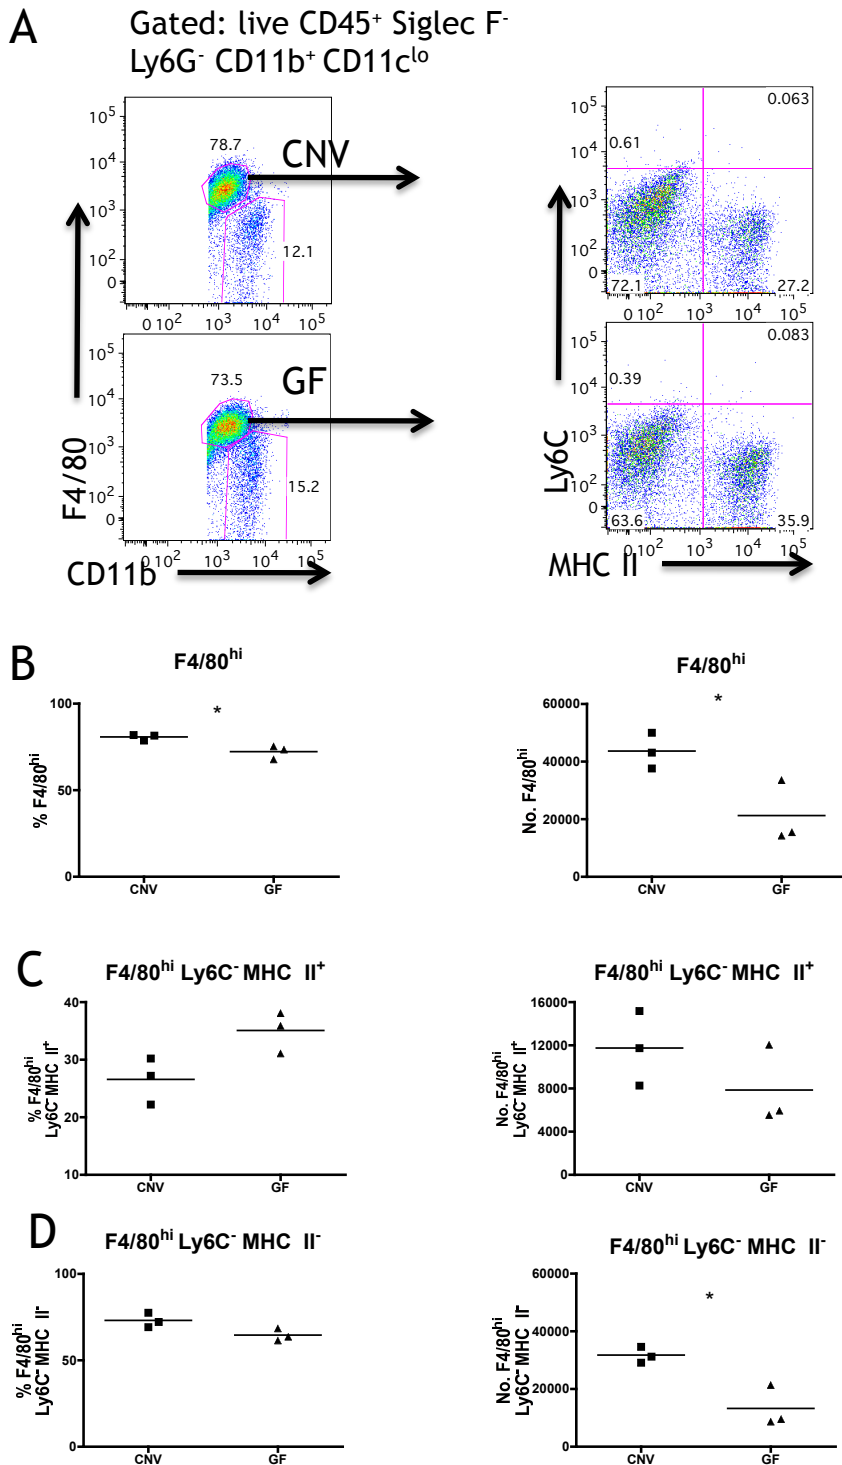 A
Gated: live CD45+ Siglec F-
Ly6G- CD11b+ CD11clo
10^5
10^4
10^3
10^2
0
78.7
CNV
12.1
0 10^2 10^3 10^4 10^5
10^5
10^4
10^3
10^2
0
0.063
0.61
72.1
27.2
0 10^2 10^3 10^4 10^5
10^5
10^4
10^3
10^2
0
73.5
GF
15.2
0 10^2 10^3 10^4 10^5
10^5
10^4
10^3
10^2
0
0.083
0.39
63.6
35.9
0 10^2 10^3 10^4 10^5
F4/80
CD11b
Ly6C
MHC II
B
F4/80hi
% F4/80hi
100
50
0
*
CNV GF
F4/80hi
No. F4/80hi
60000
40000
20000
0
*
CNV GF
C
F4/80hi Ly6C- MHC II+
% F4/80hi
Ly6C- MHC II+
40
30
20
10
CNV GF
F4/80hi Ly6C- MHC II+
No. F4/80hi
Ly6C- MHC II+
16000
12000
8000
4000
0
CNV GF
D
F4/80hi Ly6C- MHC II-
% F4/80hi
Ly6C- MHC II-
100
50
0
CNV GF
F4/80hi Ly6C- MHC II-
No. F4/80hi
Ly6C- MHC II-
60000
40000
20000
0
*
CNV GF